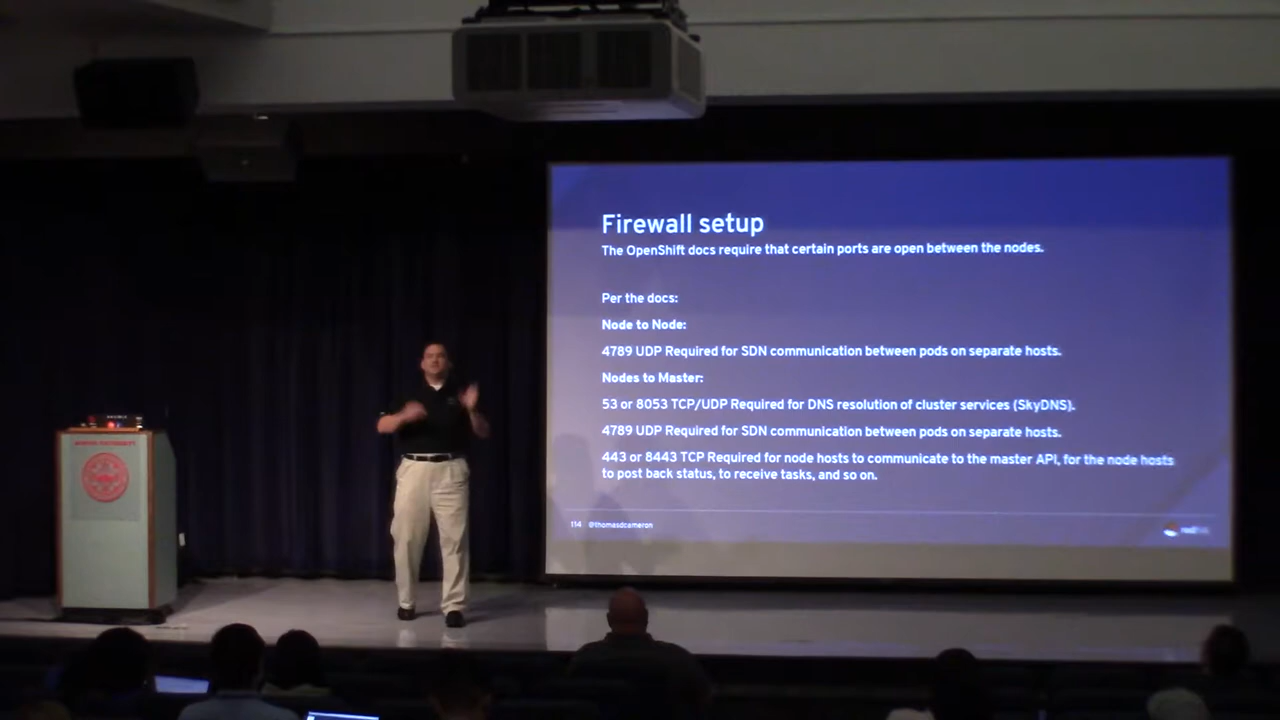 Firewall setup
The OpenShift docs require that certain ports are open between the nodes.
Per the docs:
Node to Node:
4789 UDP Required for SDN communication between pods on separate hosts.
Nodes to Master:
53 or 8053 TCP/UDP Required for DNS resolution of cluster services (SkyDNS).
4789 UDP Required for SDN communication between pods on separate hosts.
443 or 8443 TCP Required for node hosts to communicate to the master API, for the node hosts
to post back status, to receive tasks, and so on.
114 @thomasdcameron